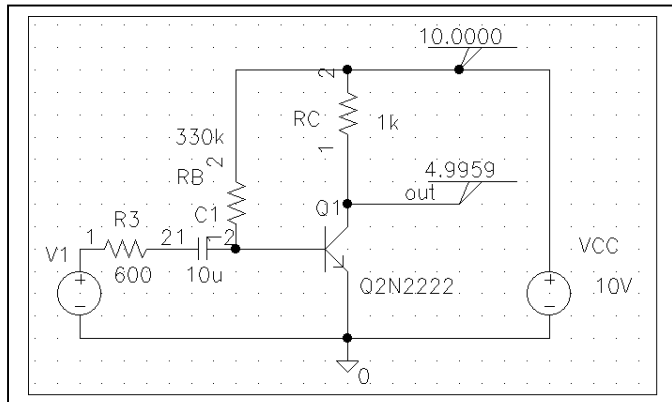 10.0000
2
RC
1k
1
330k
2
RB
4.9959
out
C1
Q1
R3
1
21
2
V1
600
10u
Q2N2222
VCC
10V
0